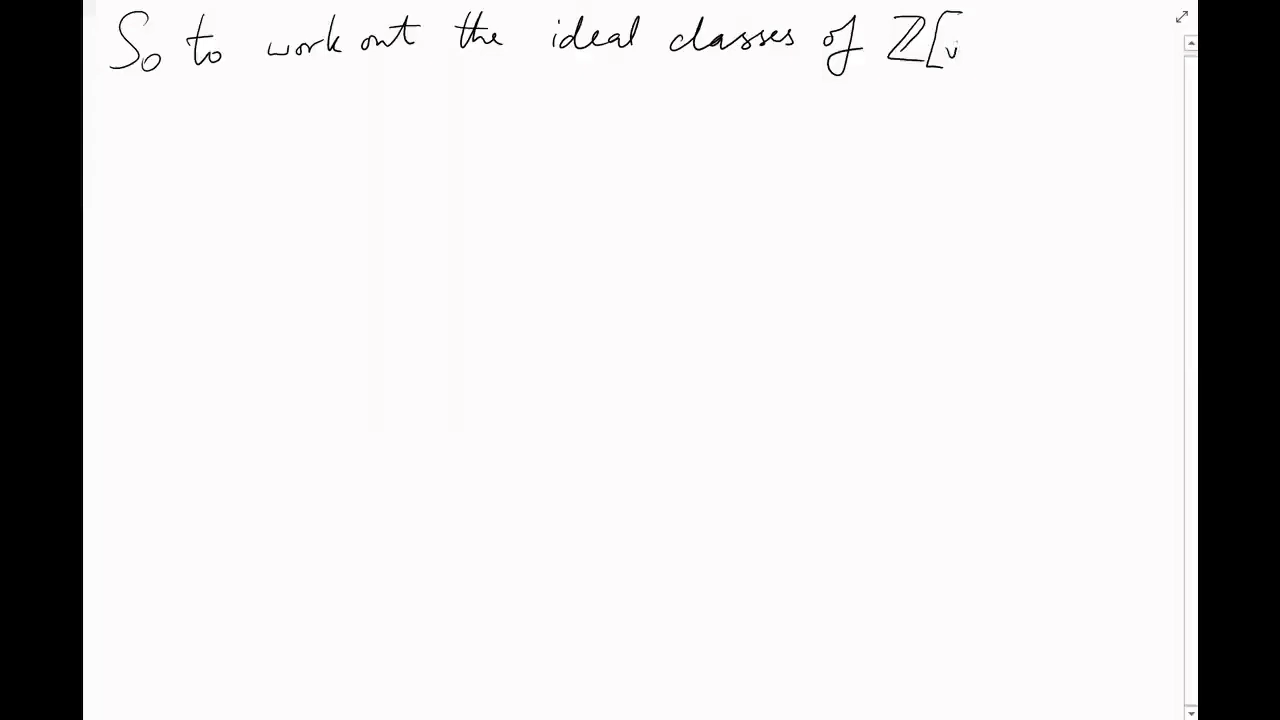 So to work out the ideal classes of ℤ[√